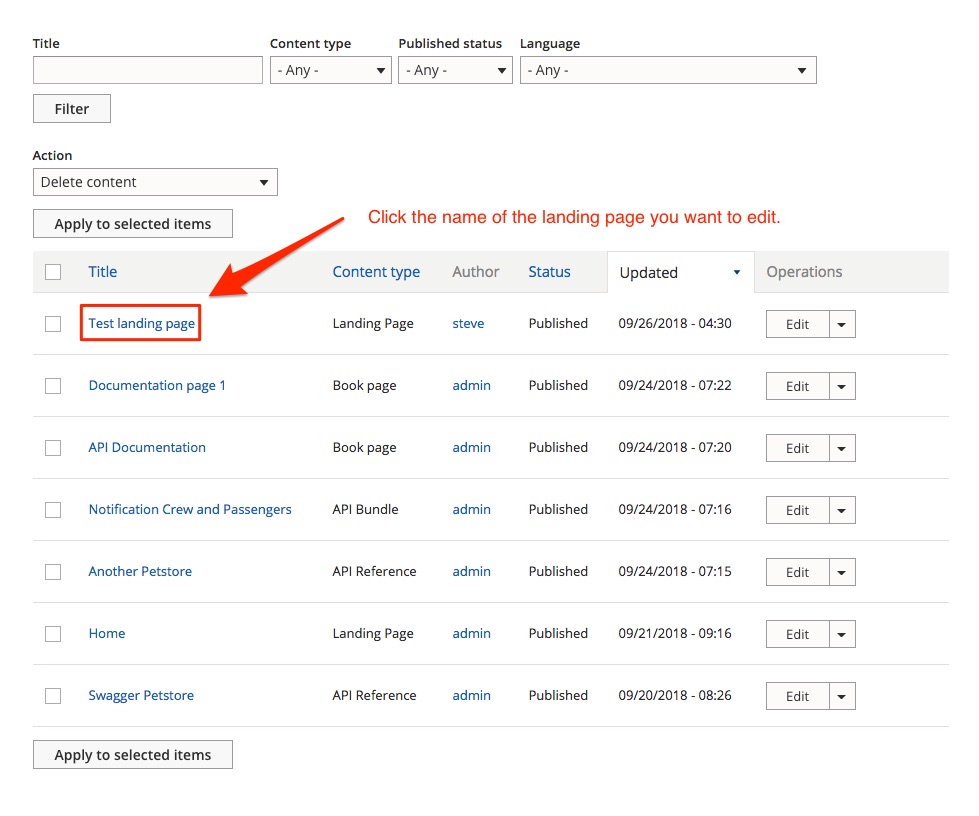 Title Content type Published status Language
- Any - - Any - - Any -
Filter
Action
Delete content
Click the name of the landing page you want to edit.
Apply to selected items
Title Content type Author Status Updated Operations
Test landing page Landing Page steve Published 09/26/2018 - 04:30 Edit
Documentation page 1 Book page admin Published 09/24/2018 - 07:22 Edit
API Documentation Book page admin Published 09/24/2018 - 07:20 Edit
Notification Crew and Passengers API Bundle admin Published 09/24/2018 - 07:16 Edit
Another Petstore API Reference admin Published 09/24/2018 - 07:15 Edit
Home Landing Page admin Published 09/21/2018 - 09:16 Edit
Swagger Petstore API Reference admin Published 09/20/2018 - 08:26 Edit
Apply to selected items